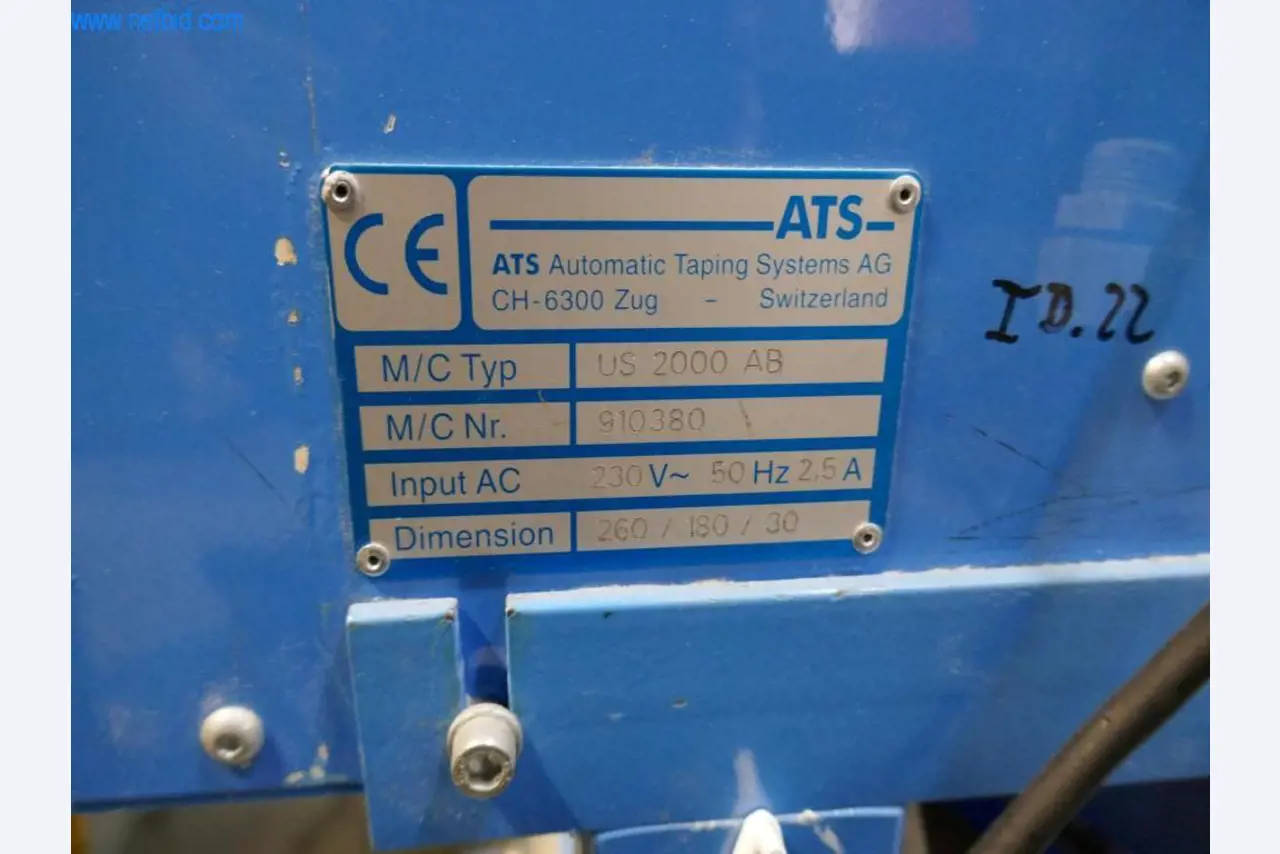 www.netbid.com
CE
ATS
ATS Automatic Taping Systems AG
CH-6300 Zug - Switzerland
M/C Typ US 2000 AB
M/C Nr. 910380
Input AC 230 V~ 50 Hz 2,5 A
Dimension 260 / 180 / 30
ID.22